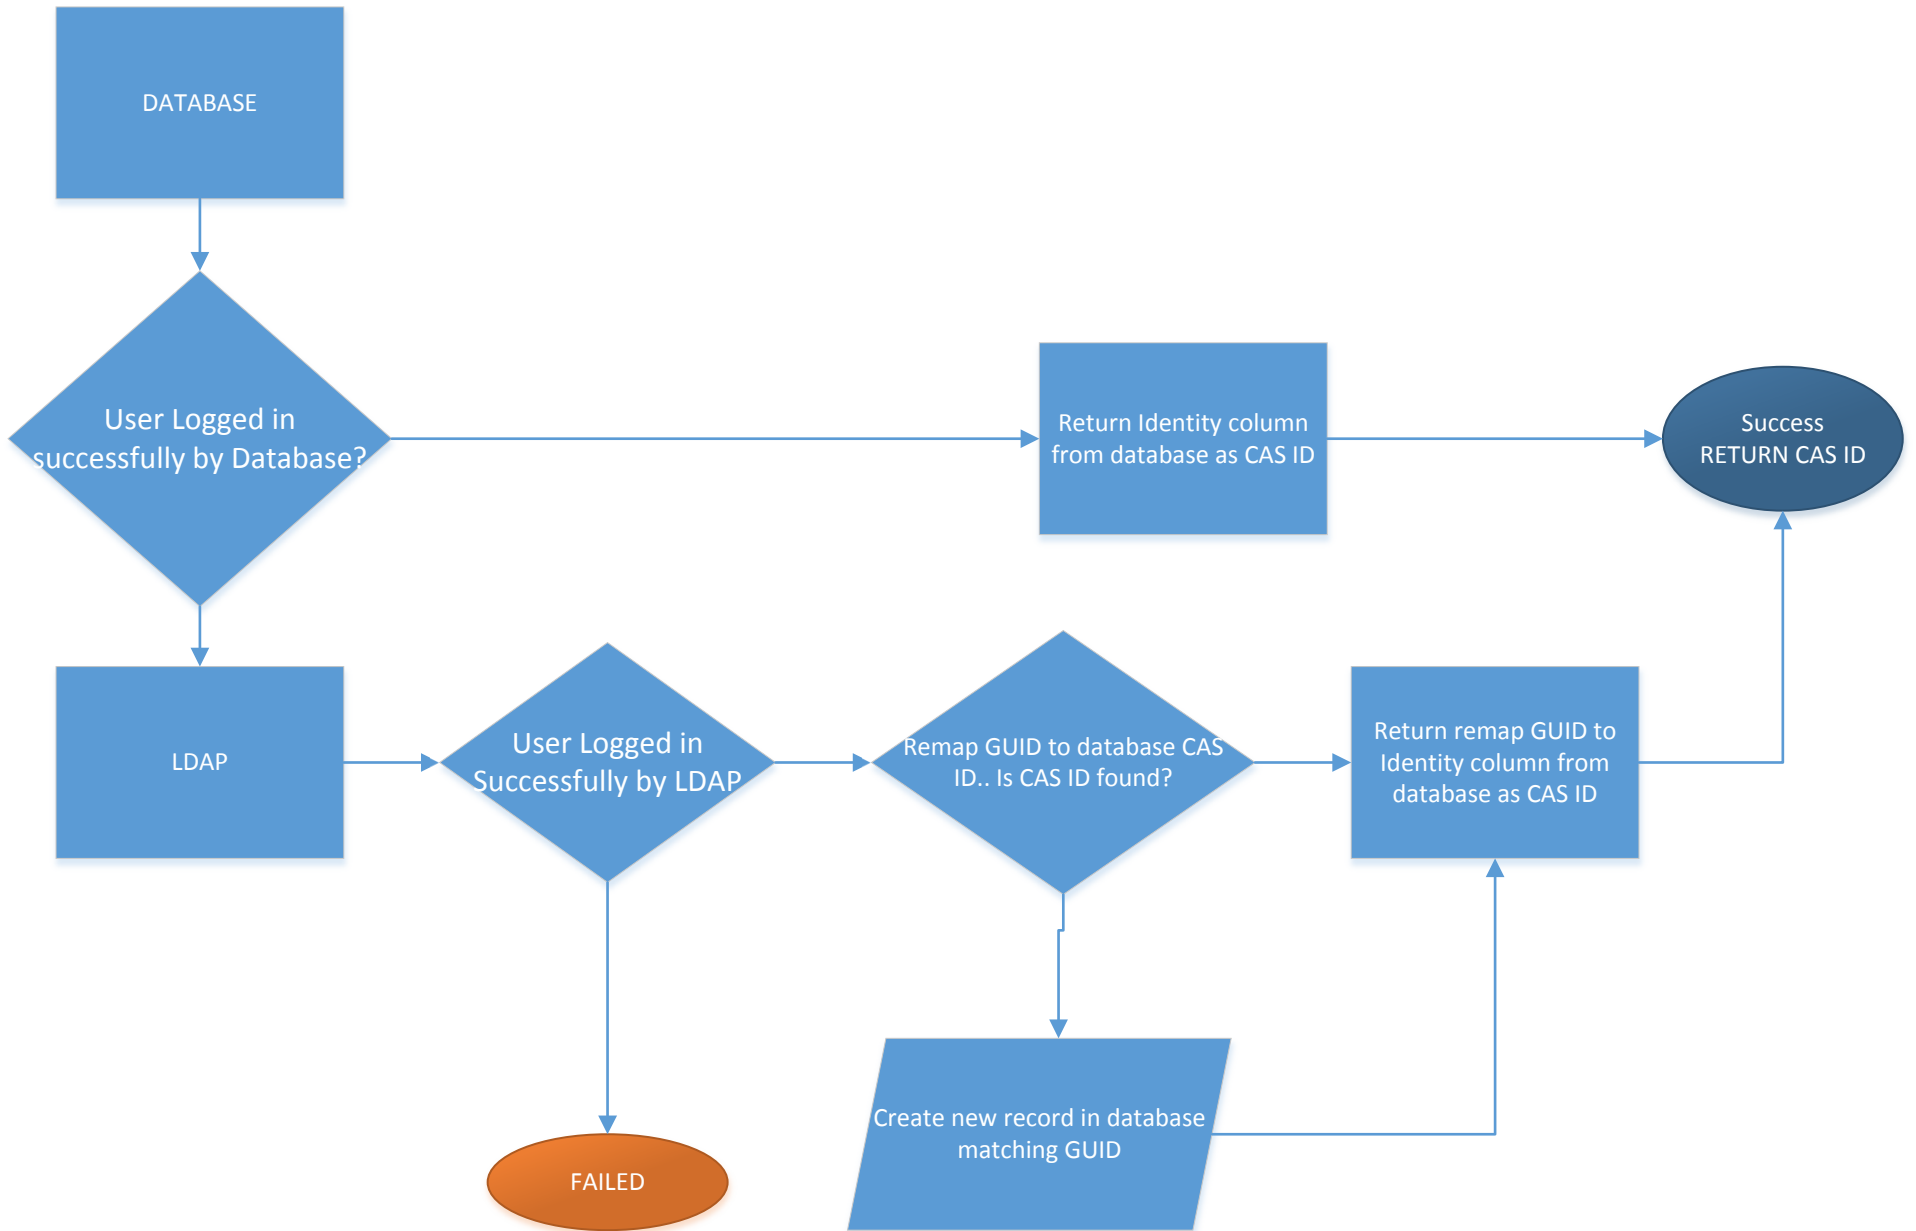 DATABASE
User Logged in
successfully by Database?
Return Identity column
from database as CAS ID
Success
RETURN CAS ID
LDAP
User Logged in
Successfully by LDAP
Remap GUID to database CAS
ID.. Is CAS ID found?
Return remap GUID to
Identity column from
database as CAS ID
Create new record in database
matching GUID
FAILED